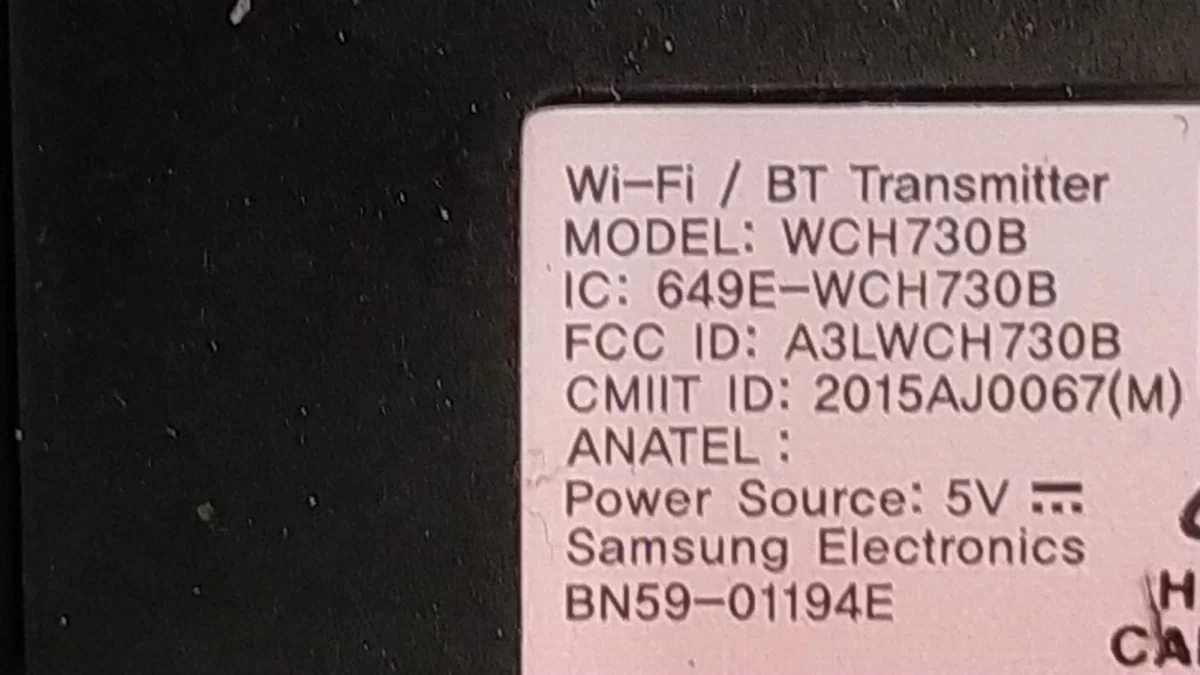 Wi-Fi / BT Transmitter
MODEL: WCH730B
IC: 649E-WCH730B
FCC ID: A3LWCH730B
CMIIT ID: 2015AJ0067(M)
ANATEL :
Power Source: 5V ⎓
Samsung Electronics
BN59-01194E